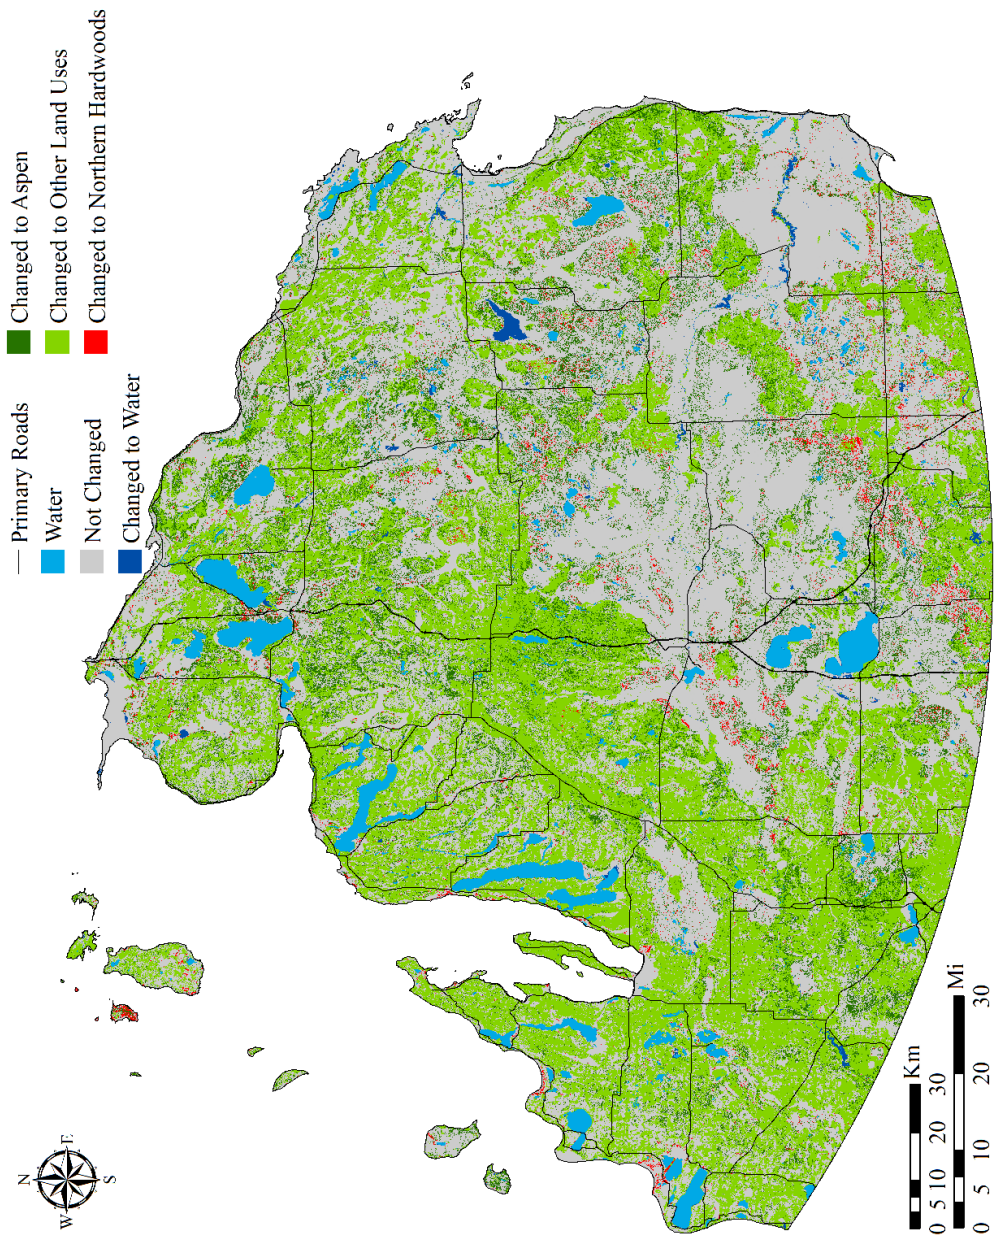 Primary Roads
Water
Not Changed
Changed to Water
Changed to Aspen
Changed to Other Land Uses
Changed to Northern Hardwoods
N
W
E
S
Km
0 5 10 20 30
Mi
0 5 10 20 30